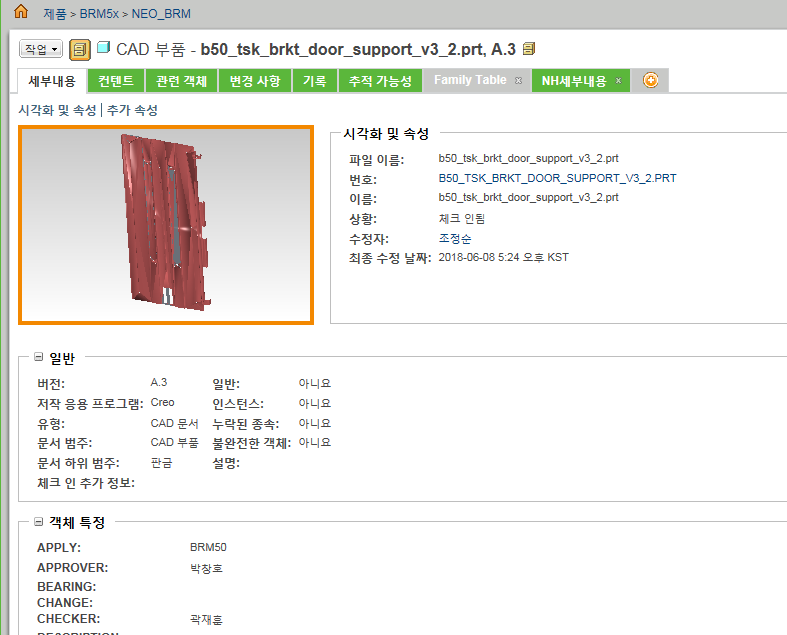 제품 > BRM5x > NEO_BRM
작업 CAD 부품 - b50_tsk_brkt_door_support_v3_2.prt, A.3
세부내용 컨텐트 관련 객체 변경 사항 기록 추적 가능성 Family Table NH세부내용
시각화 및 속성 | 추가 속성
시각화 및 속성
파일 이름: b50_tsk_brkt_door_support_v3_2.prt
번호: B50_TSK_BRKT_DOOR_SUPPORT_V3_2.PRT
이름: b50_tsk_brkt_door_support_v3_2.prt
상황: 체크 인됨
수정자: 조정순
최종 수정 날짜: 2018-06-08 5:24 오후 KST
일반
버전: A.3 일반: 아니요
저작 응용 프로그램: Creo 인스턴스: 아니요
유형: CAD 문서 누락된 종속: 아니요
문서 범주: CAD 부품 불완전한 객체: 아니요
문서 하위 범주: 판금 설명:
체크 인 추가 정보:
객체 특정
APPLY: BRM50
APPROVER: 박창호
BEARING:
CHANGE:
CHECKER: 곽재훈
DESCRIPTION: